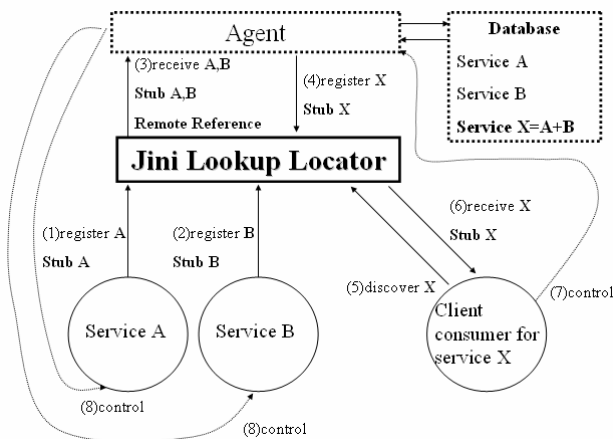 Agent
Database
Service A
Service B
Service X=A+B
(3)receive A,B
Stub A,B
Remote Reference
(4)register X
Stub X
Jini Lookup Locator
(1)register A
Stub A
(2)register B
Stub B
(6)receive X
Stub X
(5)discover X
(7)control
Service A
Service B
Client
consumer for
service X
(8)control
(8)control